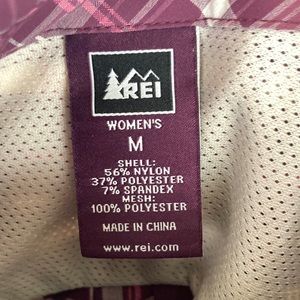 REI
WOMEN'S
M
SHELL:
56% NYLON
37% POLYESTER
7% SPANDEX
MESH:
100% POLYESTER
MADE IN CHINA
www.rei.com